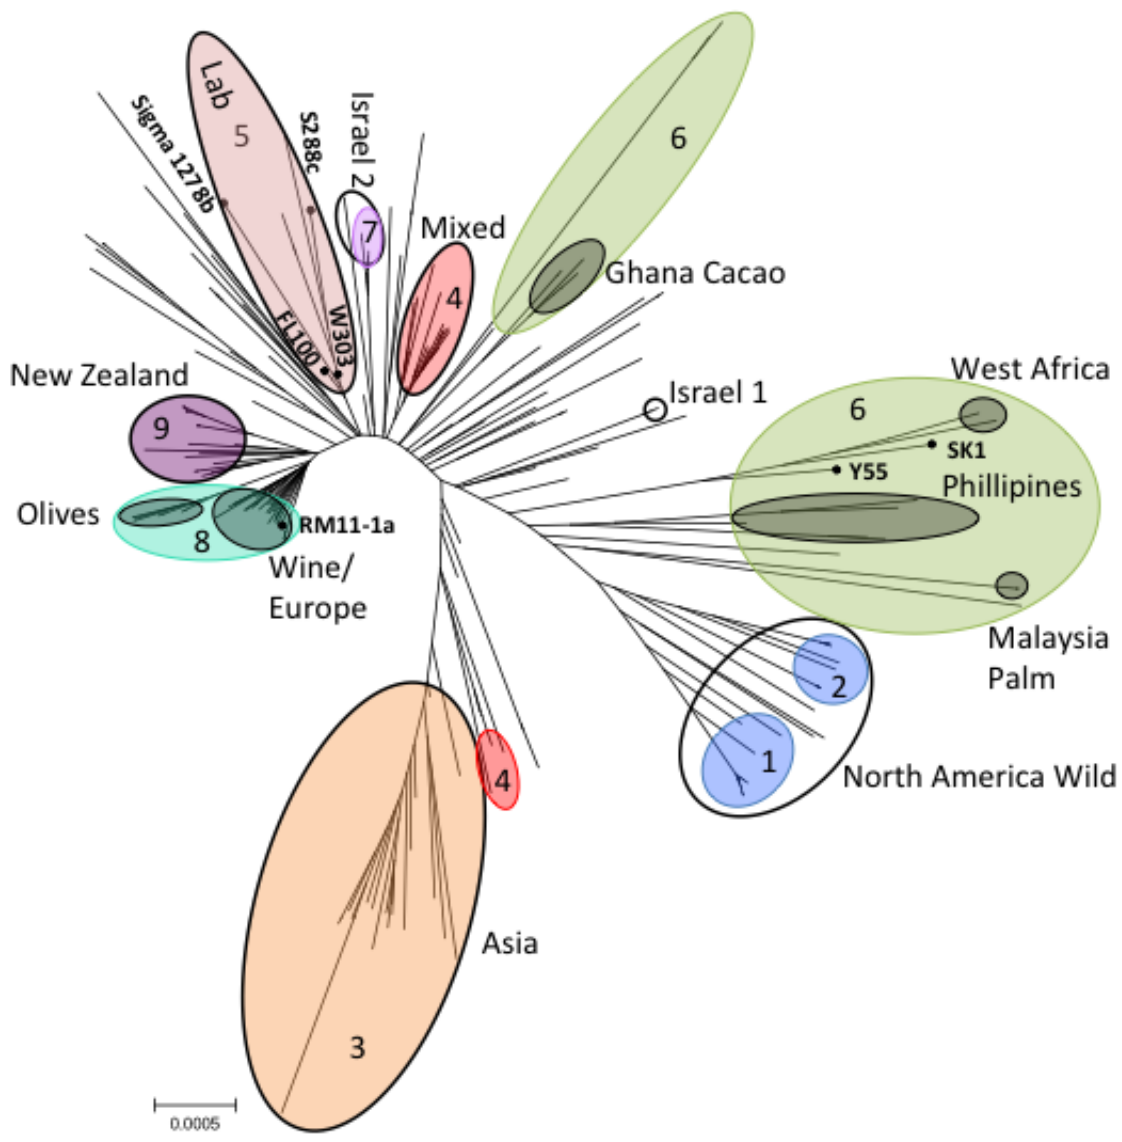 Lab
5
Sigma 1278b
S288c
Israel 2
7
Mixed
4
6
Ghana Cacao
FL100
W303
New Zealand
9
Israel 1
West Africa
6
SK1
Y55
Phillipines
Olives
8
RM11-1a
Wine/
Europe
Malaysia
Palm
2
1
North America Wild
4
Asia
3
0.0005